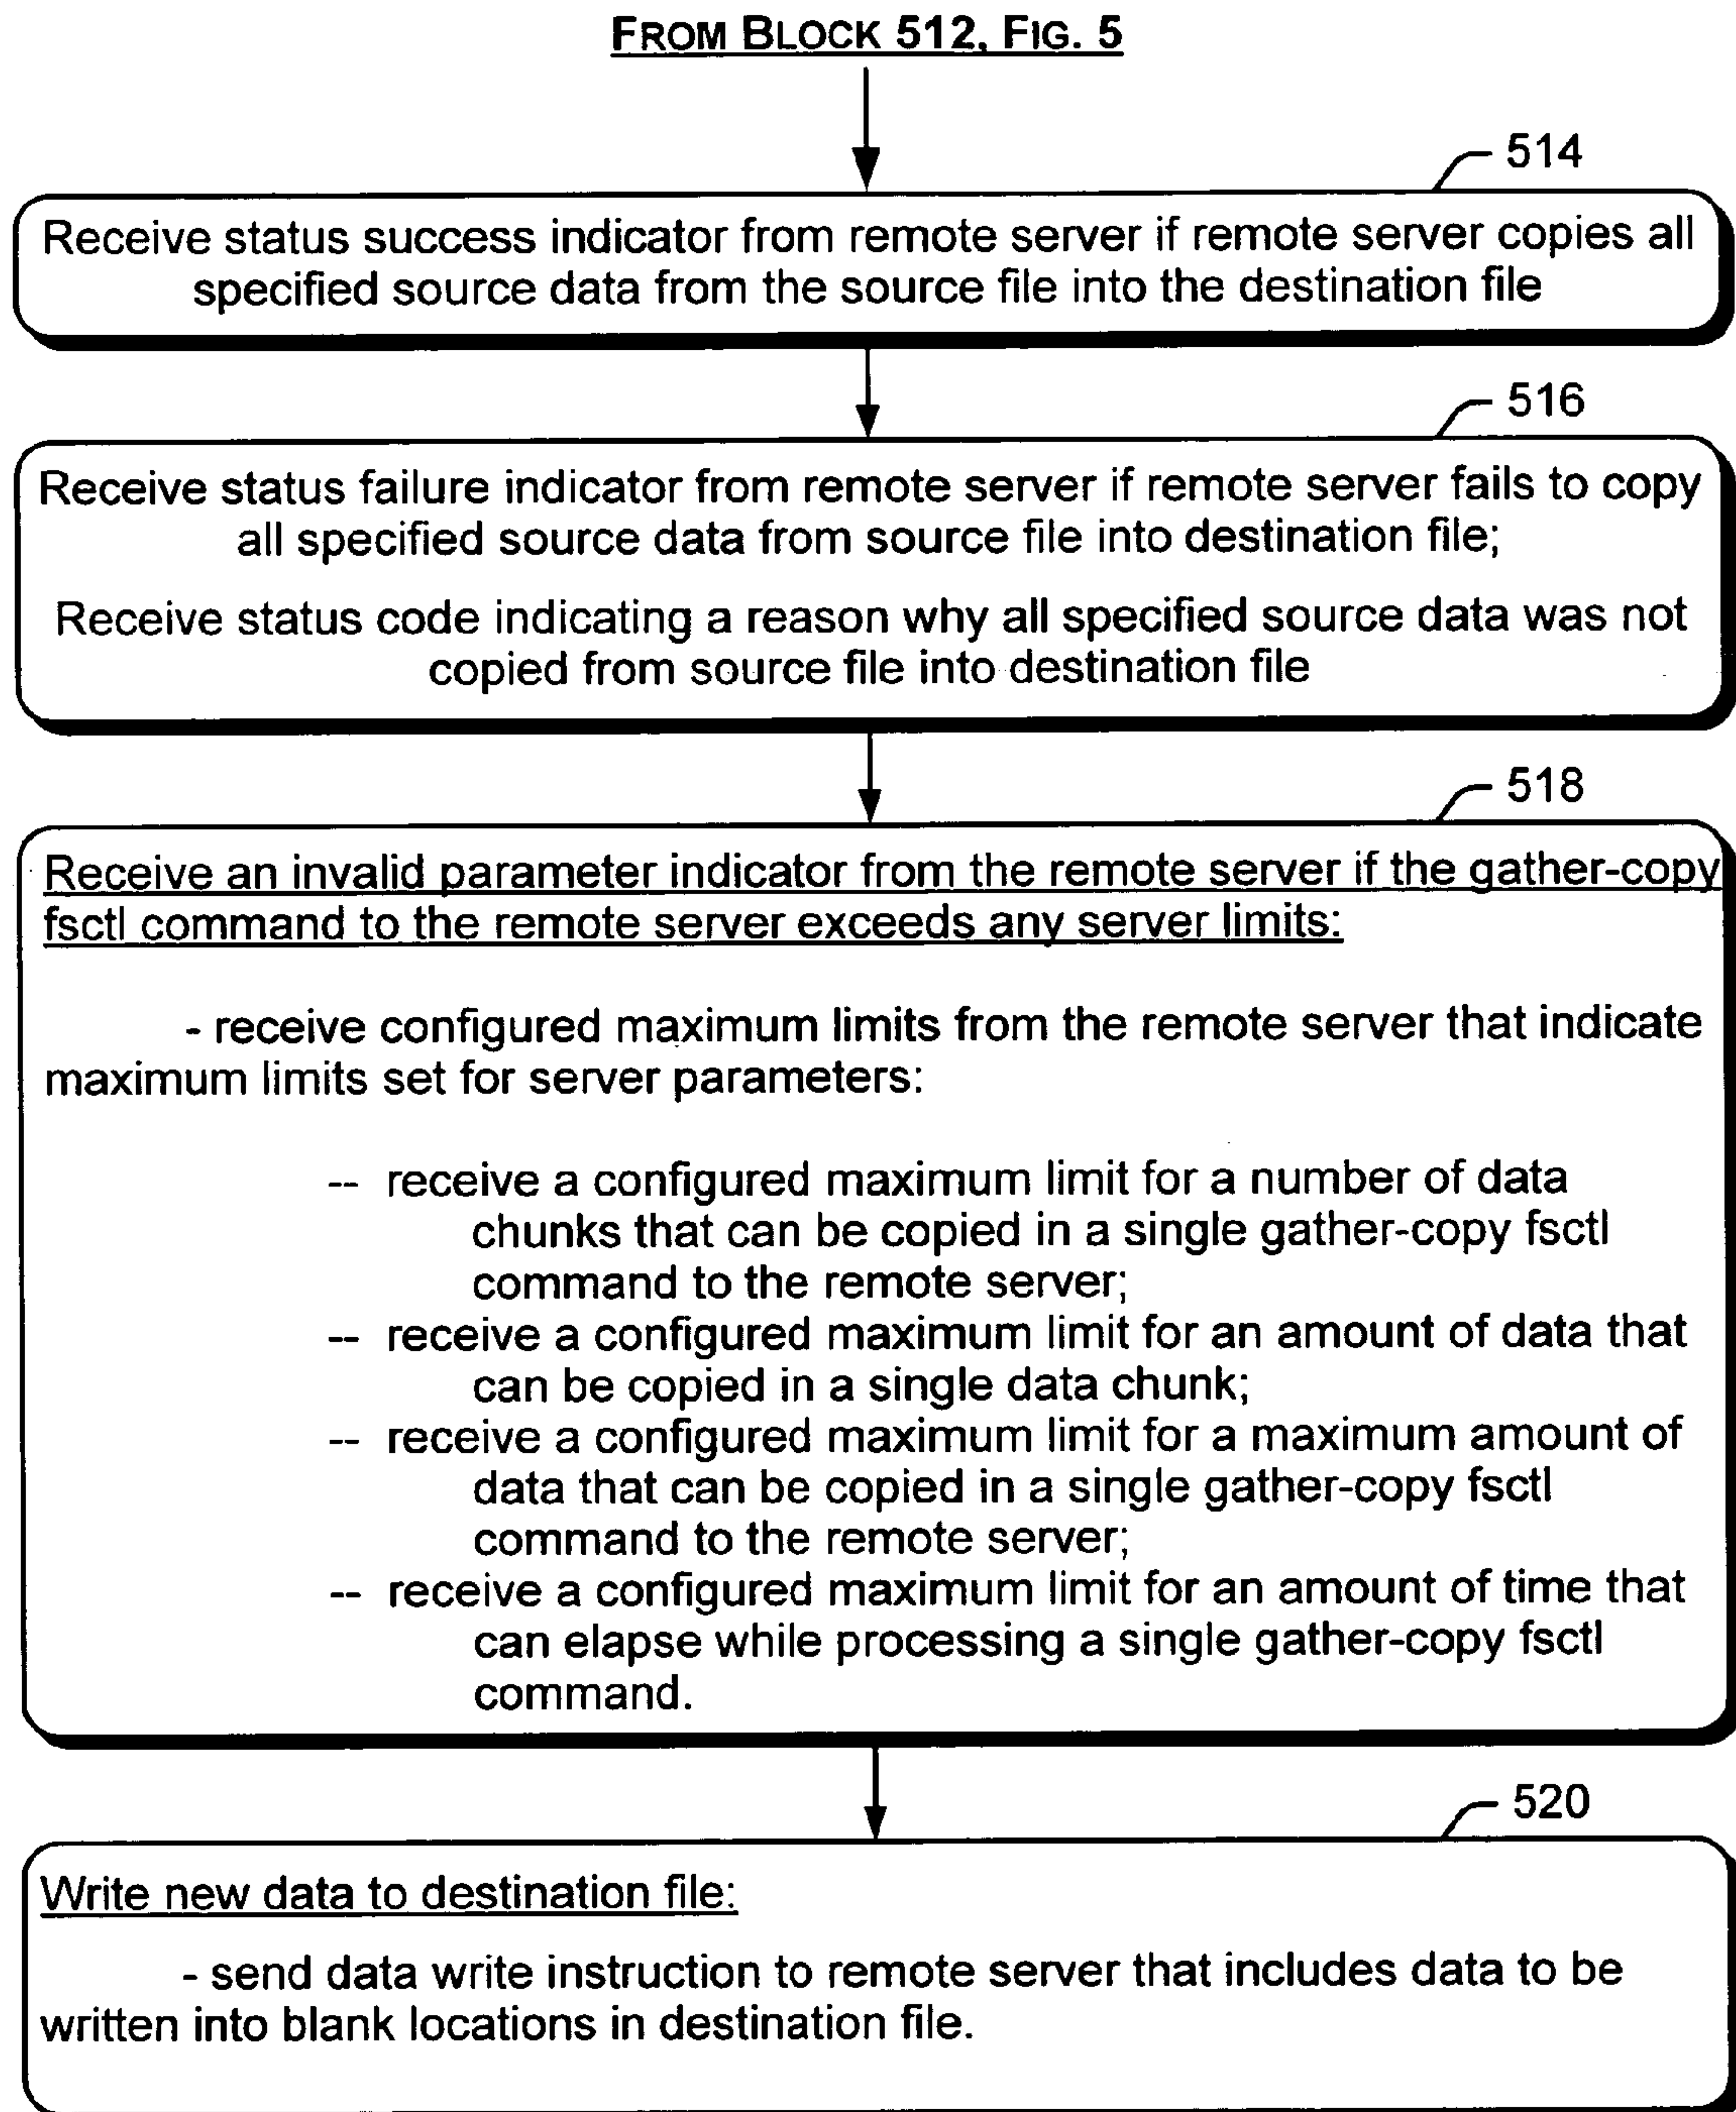 FROM BLOCK 512, FIG. 5
514
Receive status success indicator from remote server if remote server copies all
specified source data from the source file into the destination file
516
Receive status failure indicator from remote server if remote server fails to copy
all specified source data from source file into destination file;
Receive status code indicating a reason why all specified source data was not
copied from source file into destination file
518
Receive an invalid parameter indicator from the remote server if the gather-copy
fsctl command to the remote server exceeds any server limits:
- receive configured maximum limits from the remote server that indicate
maximum limits set for server parameters:
-- receive a configured maximum limit for a number of data
chunks that can be copied in a single gather-copy fsctl
command to the remote server;
-- receive a configured maximum limit for an amount of data that
can be copied in a single data chunk;
-- receive a configured maximum limit for a maximum amount of
data that can be copied in a single gather-copy fsctl
command to the remote server;
-- receive a configured maximum limit for an amount of time that
can elapse while processing a single gather-copy fsctl
command.
520
Write new data to destination file:
- send data write instruction to remote server that includes data to be
written into blank locations in destination file.